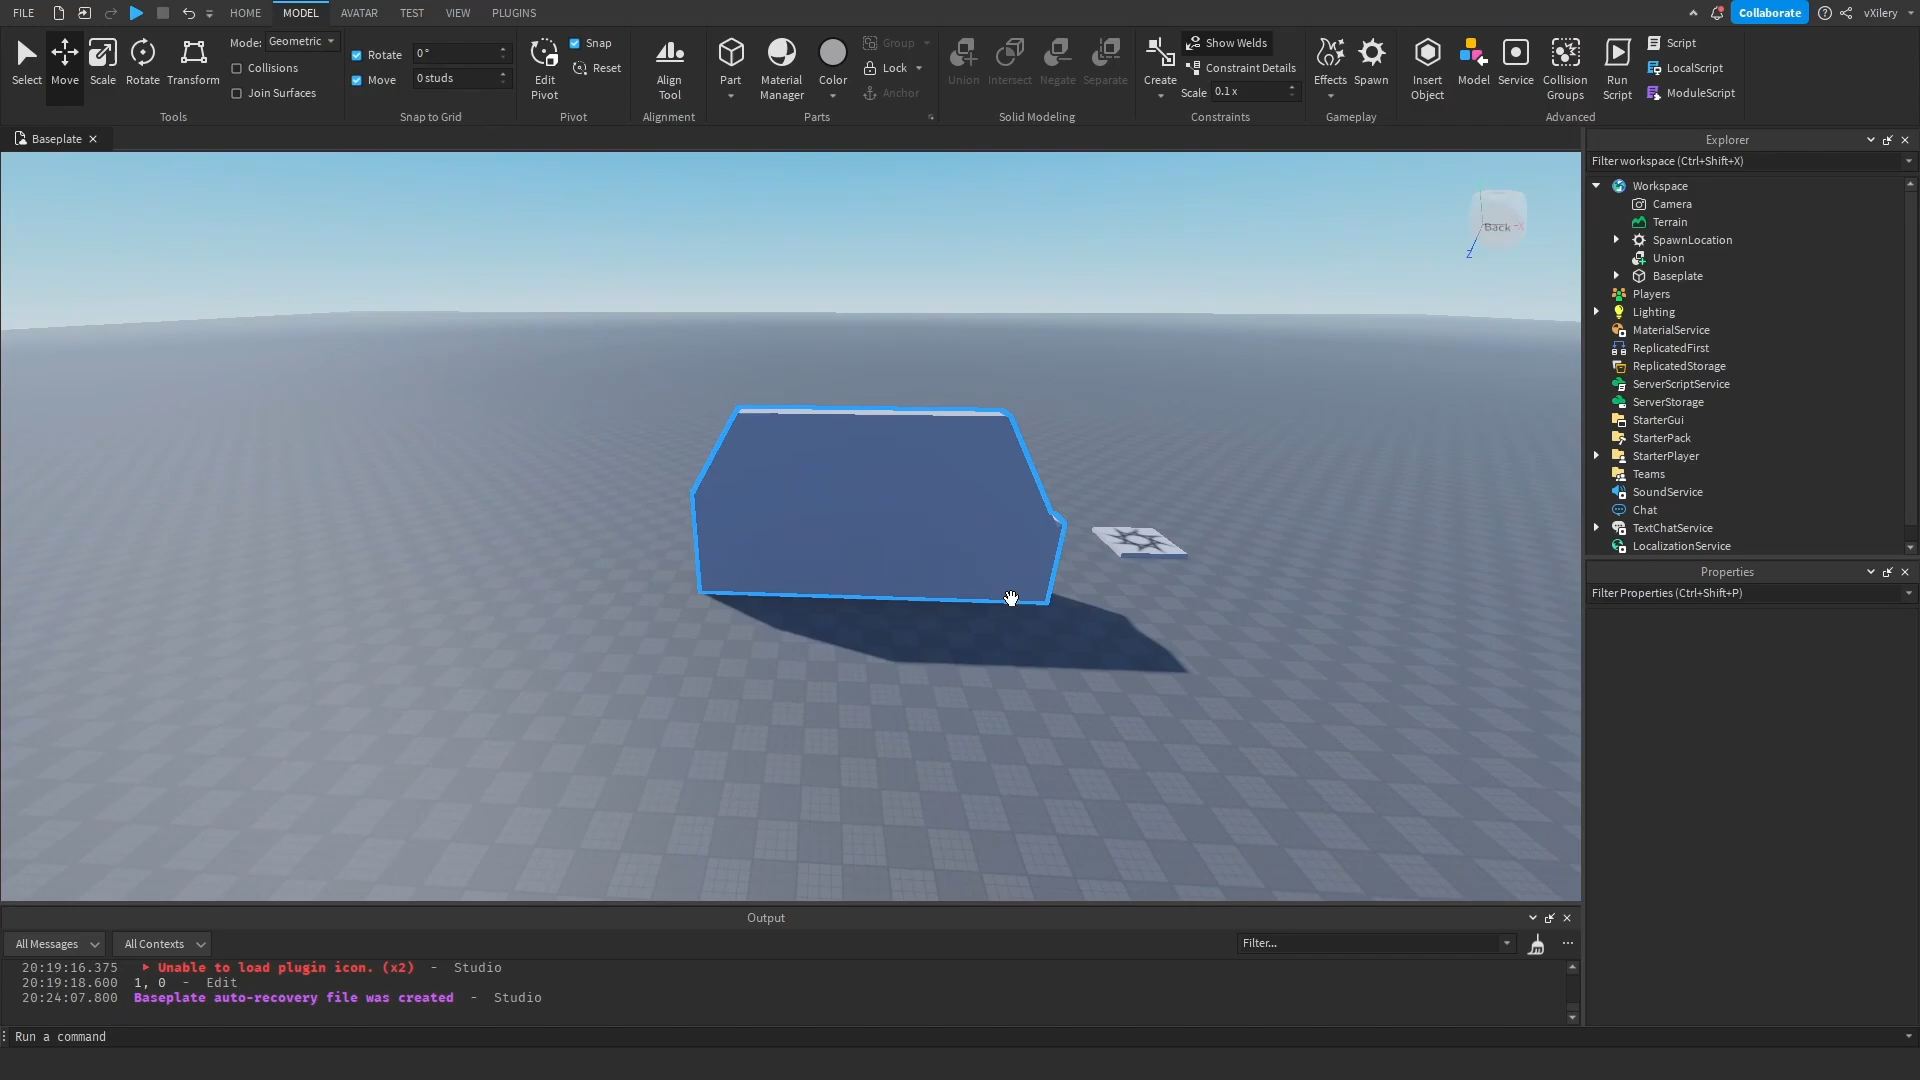 FILE HOME MODEL AVATAR TEST VIEW PLUGINS Collaborate vXilery
Select Move Scale Rotate Transform
Mode: Geometric
Collisions
Join Surfaces
Tools
Rotate 0°
Move 0 studs
Snap to Grid
Edit
Pivot
Snap
Reset
Pivot
Align
Tool
Alignment
Part
Material
Manager
Color
Group
Lock
Anchor
Parts
Union Intersect Negate Separate
Solid Modeling
Create
Show Welds
Constraint Details
Scale 0.1 x
Constraints
Effects Spawn
Gameplay
Insert
Object
Model Service
Collision
Groups
Run
Script
Script
LocalScript
ModuleScript
Advanced
Baseplate
Back
X
Z
Explorer
Filter workspace (Ctrl+Shift+X)
Workspace
Camera
Terrain
SpawnLocation
Union
Baseplate
Players
Lighting
MaterialService
ReplicatedFirst
ReplicatedStorage
ServerScriptService
ServerStorage
StarterGui
StarterPack
StarterPlayer
Teams
SoundService
Chat
TextChatService
LocalizationService
Properties
Filter Properties (Ctrl+Shift+P)
Output
All Messages All Contexts Filter...
20:19:16.375 Unable to load plugin icon. (x2) - Studio
20:19:18.600 1, 0 - Edit
20:24:07.800 Baseplate auto-recovery file was created - Studio
Run a command